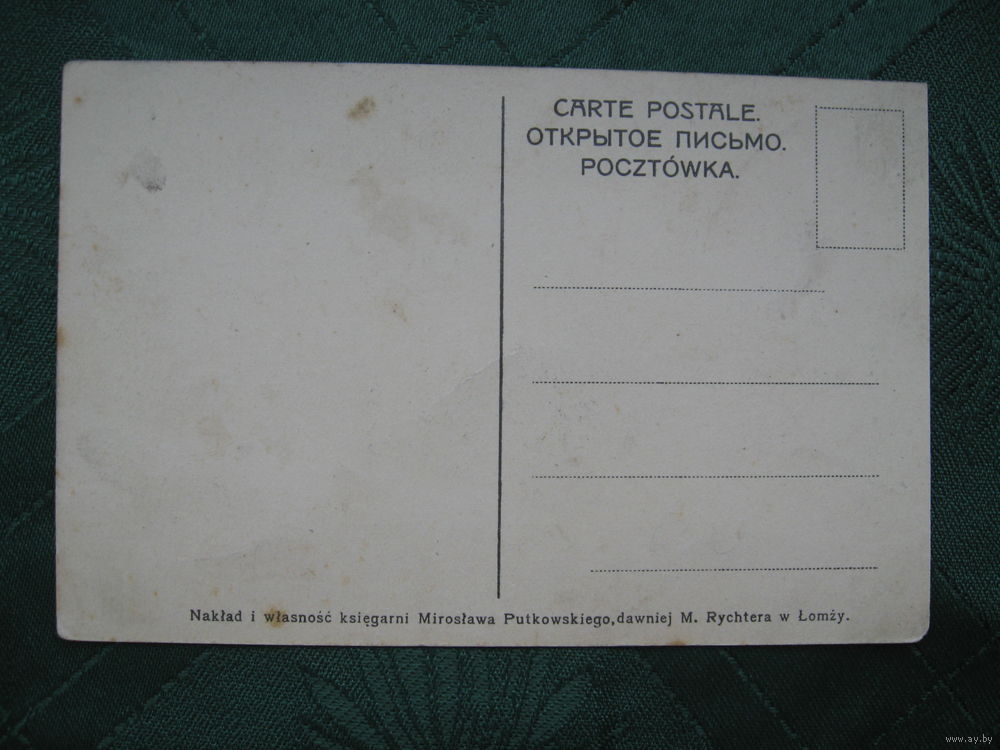 CARTE POSTALE.
ОТКРЫТОЕ ПИСЬМО.
POCZTÓWKA.
Nakład i własność księgarni Mirosława Putkowskiego, dawniej M. Rychtera w Łomży.
www.ay.by